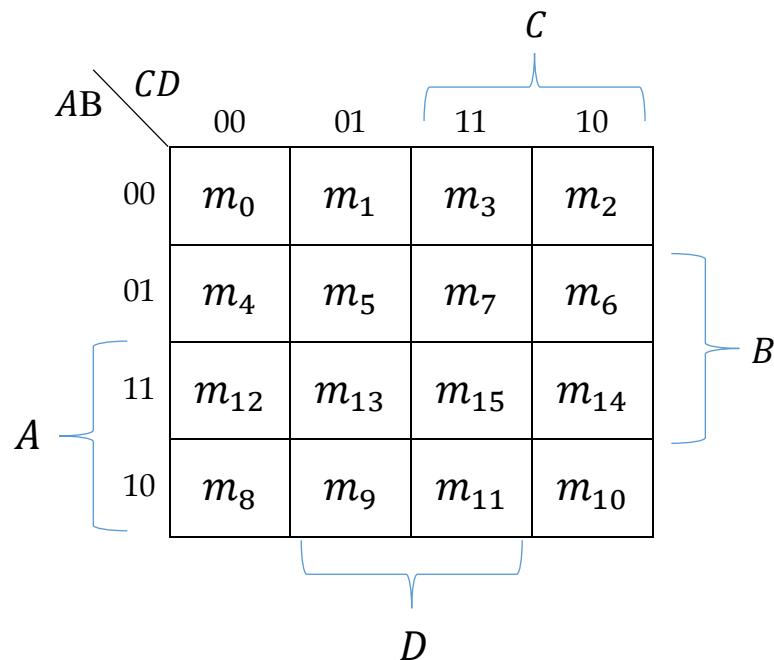 C
CD
AB
00 01 11 10
00 m₀ m₁ m₃ m₂
01 m₄ m₅ m₇ m₆
B
11 m₁₂ m₁₃ m₁₅ m₁₄
A
10 m₈ m₉ m₁₁ m₁₀
D